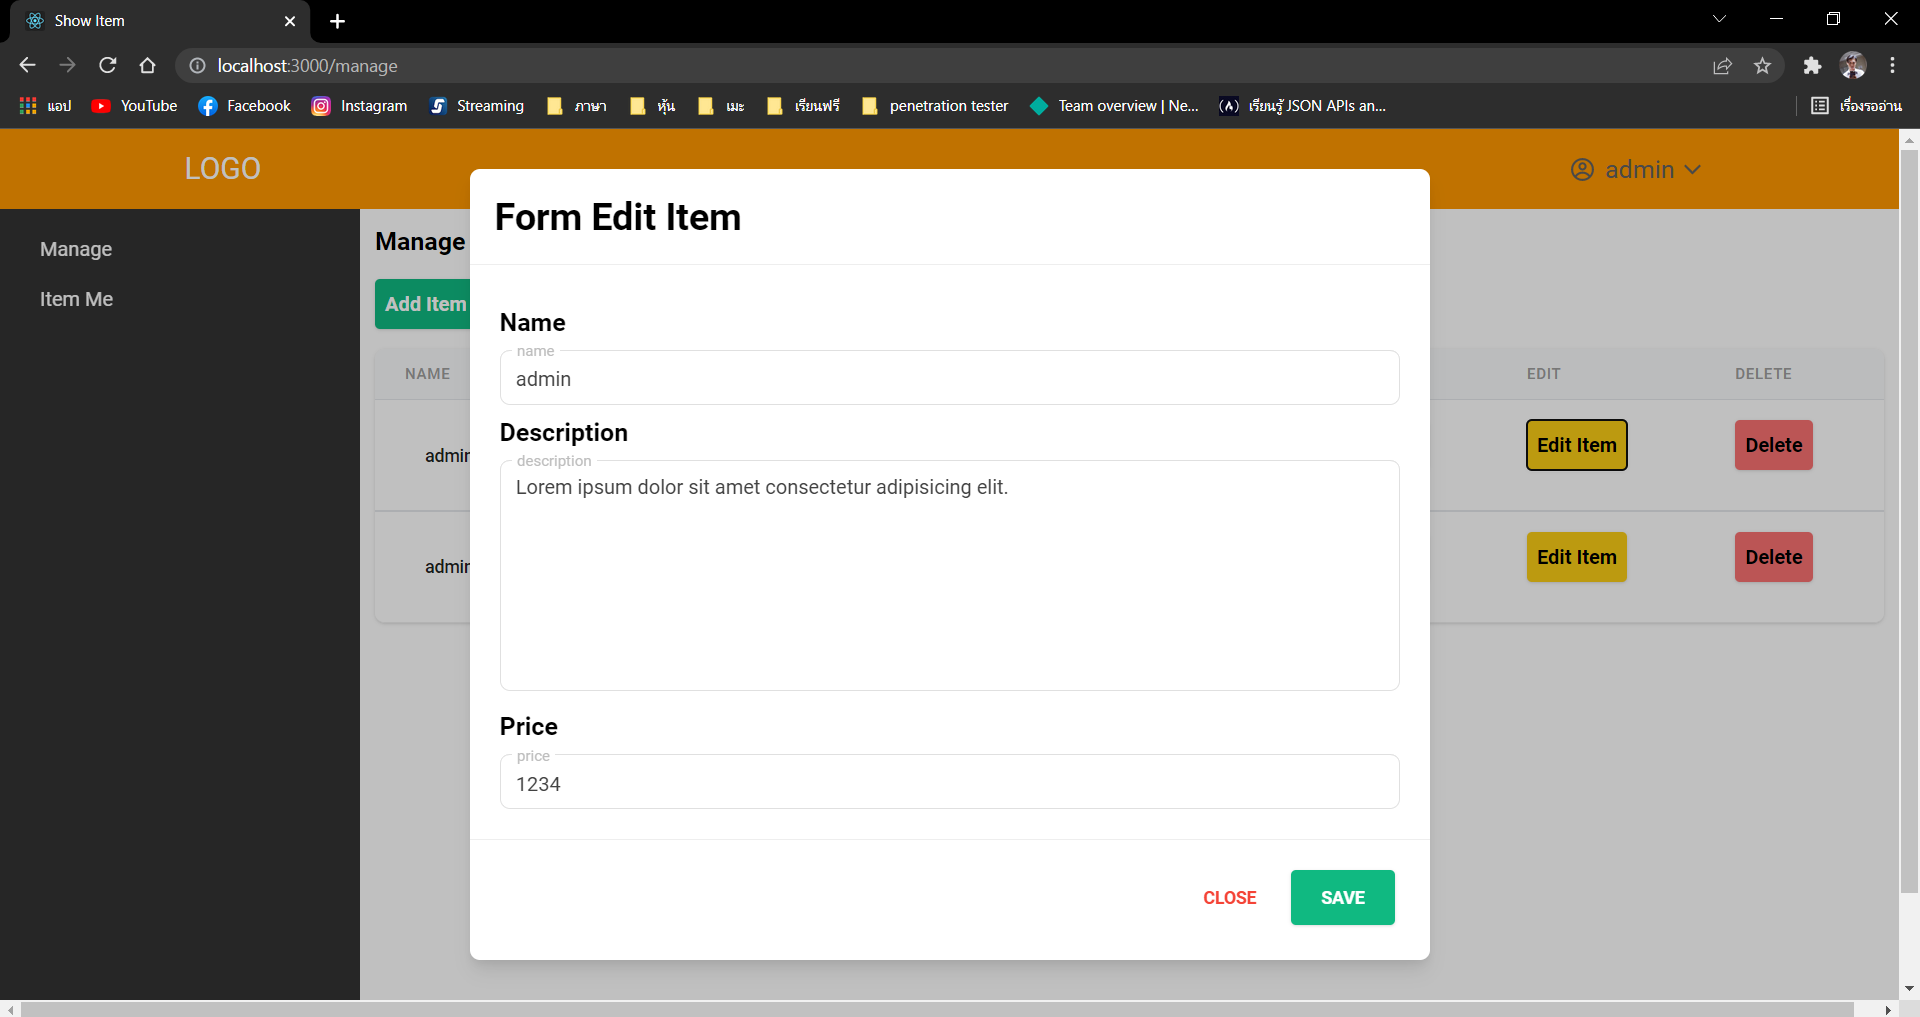 Show Item
localhost:3000/manage
แอป YouTube Facebook Instagram Streaming ภาษา หุ้น เมะ เรียนฟรี penetration tester Team overview | Ne... เรียนรู้ JSON APIs an... เรื่องรออ่าน
LOGO
admin
Manage
Item Me
Manage
Add Item
NAME
EDIT
DELETE
admin
Edit Item
Delete
admin
Edit Item
Delete
Form Edit Item
Name
name
admin
Description
description
Lorem ipsum dolor sit amet consectetur adipisicing elit.
Price
price
1234
CLOSE
SAVE